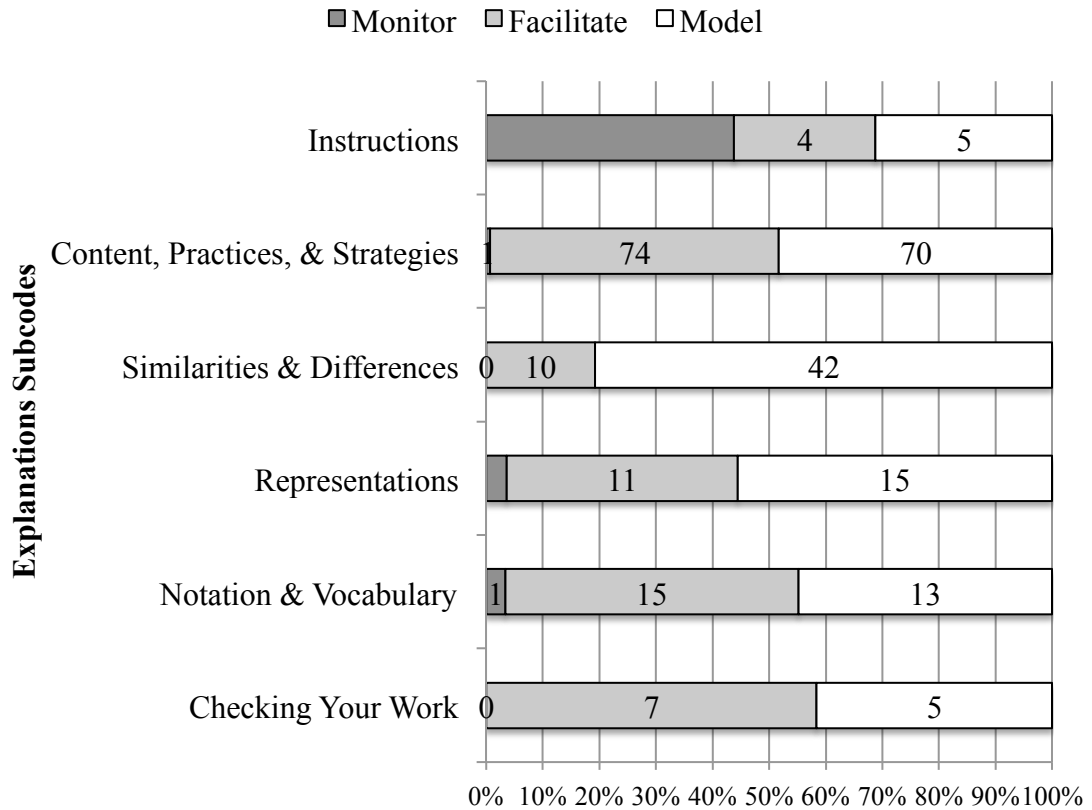 Monitor Facilitate Model
Explanations Subcodes
Instructions 4 5
Content, Practices, & Strategies 1 74 70
Similarities & Differences 0 10 42
Representations 11 15
Notation & Vocabulary 1 15 13
Checking Your Work 0 7 5
0% 10% 20% 30% 40% 50% 60% 70% 80% 90% 100%